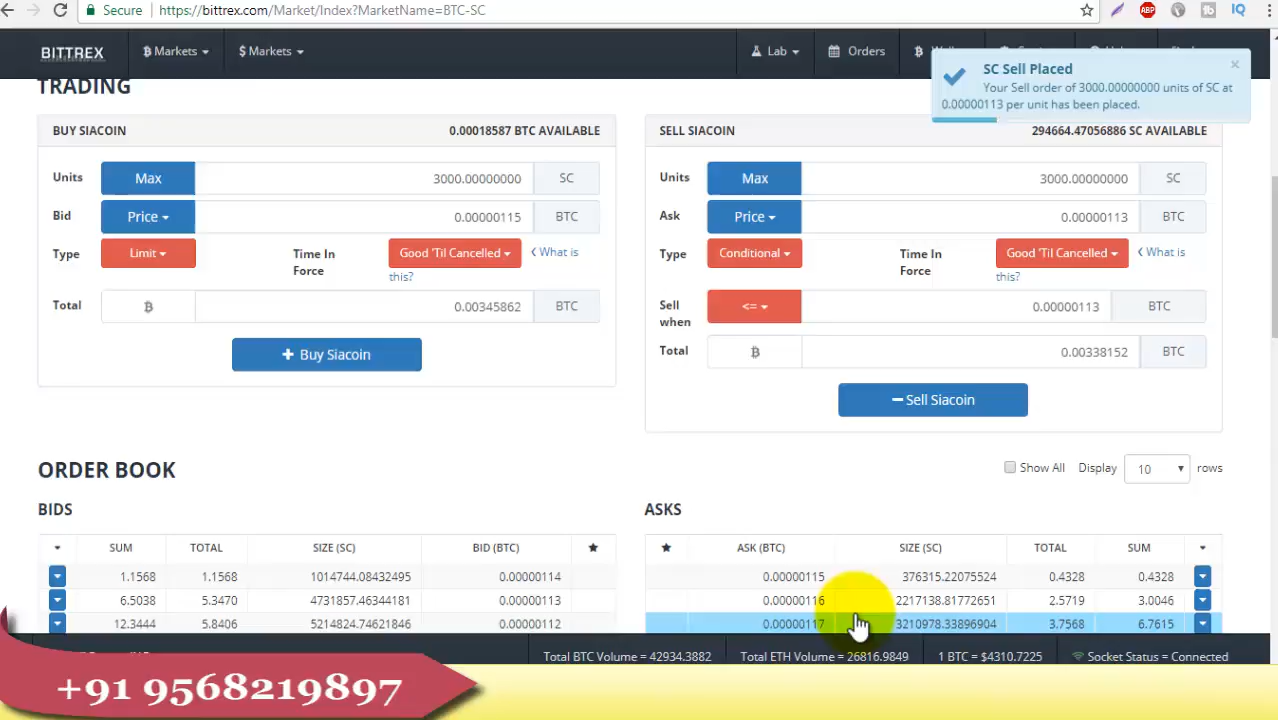 Secure | https://bittrex.com/Market/Index?MarketName=BTC-SC
ABP
BITTREX
Ƀ Markets
$ Markets
Lab
Orders
SC Sell Placed ×
Your Sell order of 3000.00000000 units of SC at
0.00000113 per unit has been placed.
TRADING
BUY SIACOIN 0.00018587 BTC AVAILABLE
Units Max 3000.00000000 SC
Bid Price 0.00000115 BTC
Type Limit Time In Force Good 'Til Cancelled What is this?
Total Ƀ 0.00345862 BTC
+ Buy Siacoin
SELL SIACOIN 294664.47056886 SC AVAILABLE
Units Max 3000.00000000 SC
Ask Price 0.00000113 BTC
Type Conditional Time In Force Good 'Til Cancelled What is this?
Sell when <= 0.00000113 BTC
Total Ƀ 0.00338152 BTC
− Sell Siacoin
ORDER BOOK
Show All Display 10 rows
BIDS
SUM TOTAL SIZE (SC) BID (BTC)
1.1568 1.1568 1014744.08432495 0.00000114
6.5038 5.3470 4731857.46344181 0.00000113
12.3444 5.8406 5214824.74621846 0.00000112
ASKS
ASK (BTC) SIZE (SC) TOTAL SUM
0.00000115 376315.22075524 0.4328 0.4328
0.00000116 2217138.81772651 2.5719 3.0046
0.00000117 3210978.33896904 3.7568 6.7615
Total BTC Volume = 42934.3882
Total ETH Volume = 26816.9849
1 BTC = $4310.7225
Socket Status = Connected
+91 9568219897